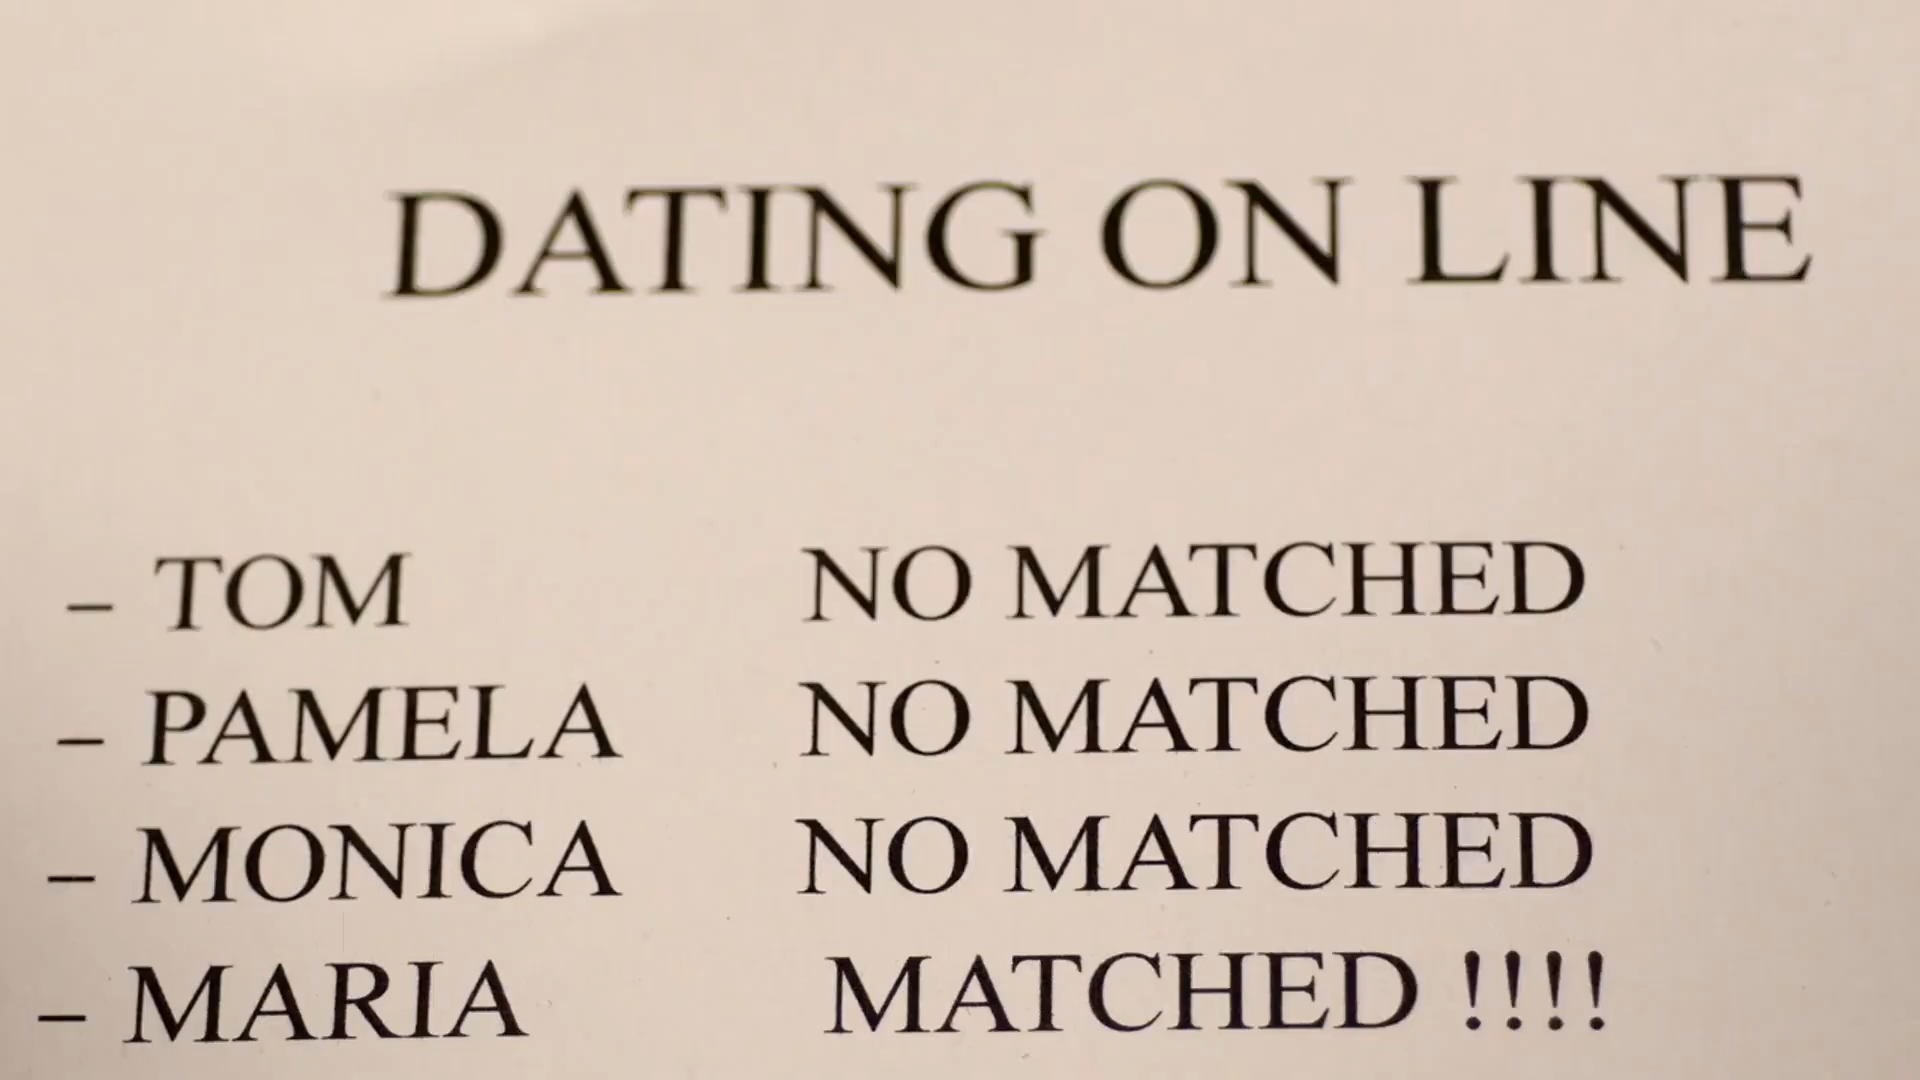 DATING ON LINE
– TOM NO MATCHED
– PAMELA NO MATCHED
– MONICA NO MATCHED
– MARIA MATCHED !!!!